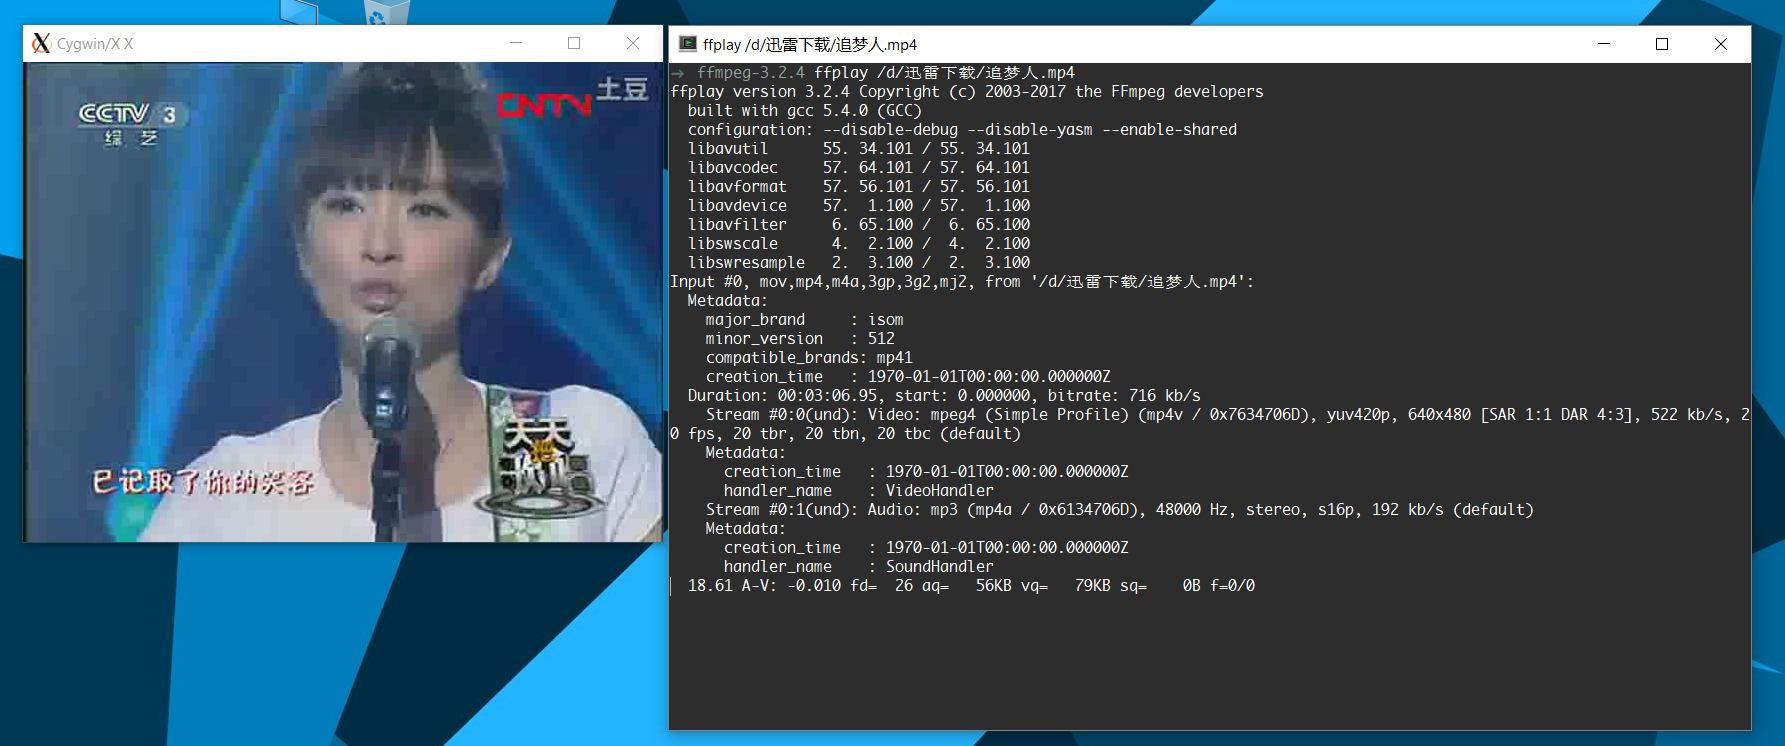 Cygwin/X X
CCTV 3
综艺
CNTV
土豆
天天把歌唱
已记取了你的笑容
ffplay /d/迅雷下载/追梦人.mp4
→ ffmpeg-3.2.4 ffplay /d/迅雷下载/追梦人.mp4
ffplay version 3.2.4 Copyright (c) 2003-2017 the FFmpeg developers
  built with gcc 5.4.0 (GCC)
  configuration: --disable-debug --disable-yasm --enable-shared
  libavutil      55. 34.101 / 55. 34.101
  libavcodec     57. 64.101 / 57. 64.101
  libavformat    57. 56.101 / 57. 56.101
  libavdevice    57.  1.100 / 57.  1.100
  libavfilter     6. 65.100 /  6. 65.100
  libswscale      4.  2.100 /  4.  2.100
  libswresample   2.  3.100 /  2.  3.100
Input #0, mov,mp4,m4a,3gp,3g2,mj2, from '/d/迅雷下载/追梦人.mp4':
  Metadata:
    major_brand     : isom
    minor_version   : 512
    compatible_brands: mp41
    creation_time   : 1970-01-01T00:00:00.000000Z
  Duration: 00:03:06.95, start: 0.000000, bitrate: 716 kb/s
    Stream #0:0(und): Video: mpeg4 (Simple Profile) (mp4v / 0x7634706D), yuv420p, 640x480 [SAR 1:1 DAR 4:3], 522 kb/s, 2
0 fps, 20 tbr, 20 tbn, 20 tbc (default)
    Metadata:
      creation_time   : 1970-01-01T00:00:00.000000Z
      handler_name    : VideoHandler
    Stream #0:1(und): Audio: mp3 (mp4a / 0x6134706D), 48000 Hz, stereo, s16p, 192 kb/s (default)
    Metadata:
      creation_time   : 1970-01-01T00:00:00.000000Z
      handler_name    : SoundHandler
  18.61 A-V: -0.010 fd=  26 aq=   56KB vq=   79KB sq=    0B f=0/0